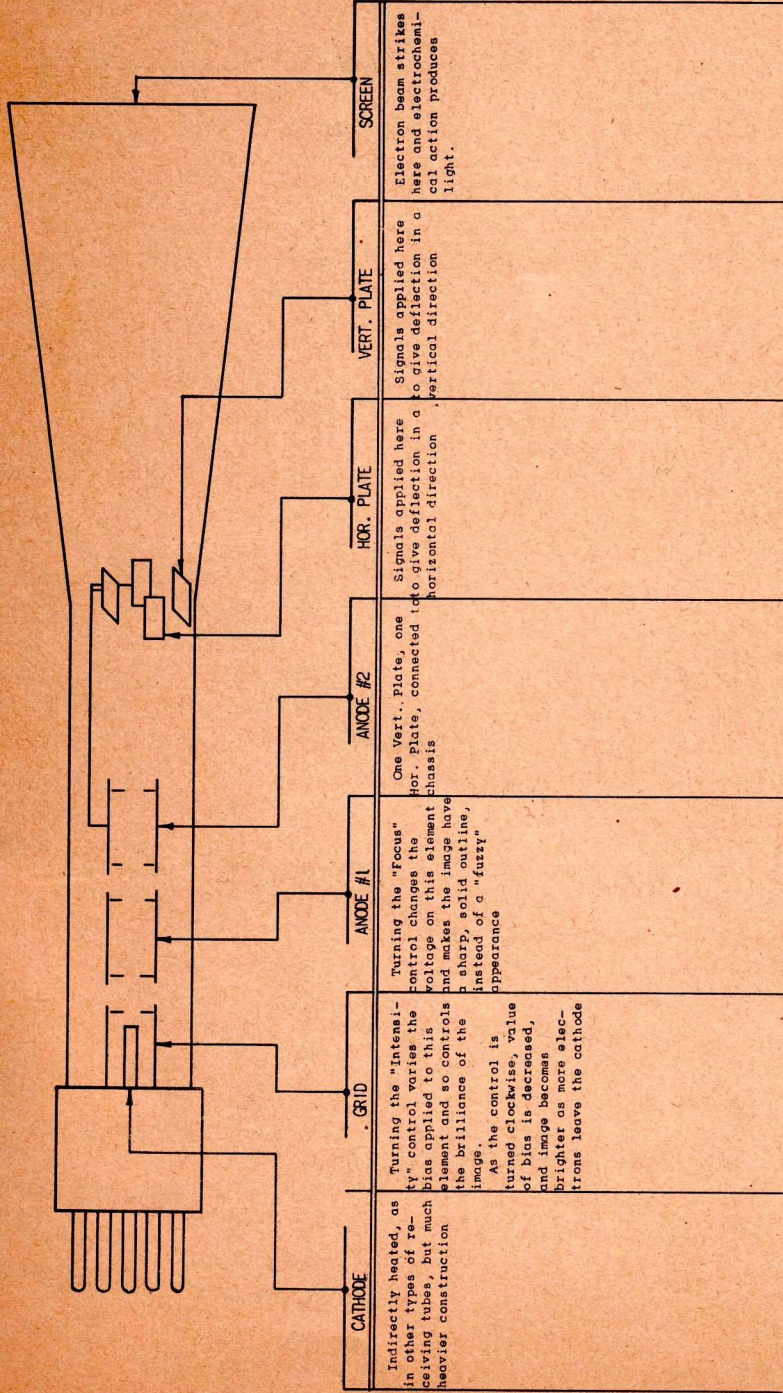 CATHODE
Indirectly heated, as
in other types of re-
ceiving tubes, but much
heavier construction
GRID
Turning the "Intensi-
ty" control varies the
bias applied to this
element and so controls
the brilliance of the
image.
As the control is
turned clockwise, value
of bias is decreased,
and image becomes
brighter as more elec-
trons leave the cathode
ANODE #1
Turning the "Focus"
control changes the
voltage on this element
and makes the image have
a sharp, solid outline,
instead of a "fuzzy"
appearance
ANODE #2
One Vert. Plate, one
Hor. Plate, connected to
chassis
HOR. PLATE
Signals applied here
to give deflection in a
horizontal direction
VERT. PLATE
Signals applied here
to give deflection in a
vertical direction
SCREEN
Electron beam strikes
here and electrochemi-
cal action produces
light.